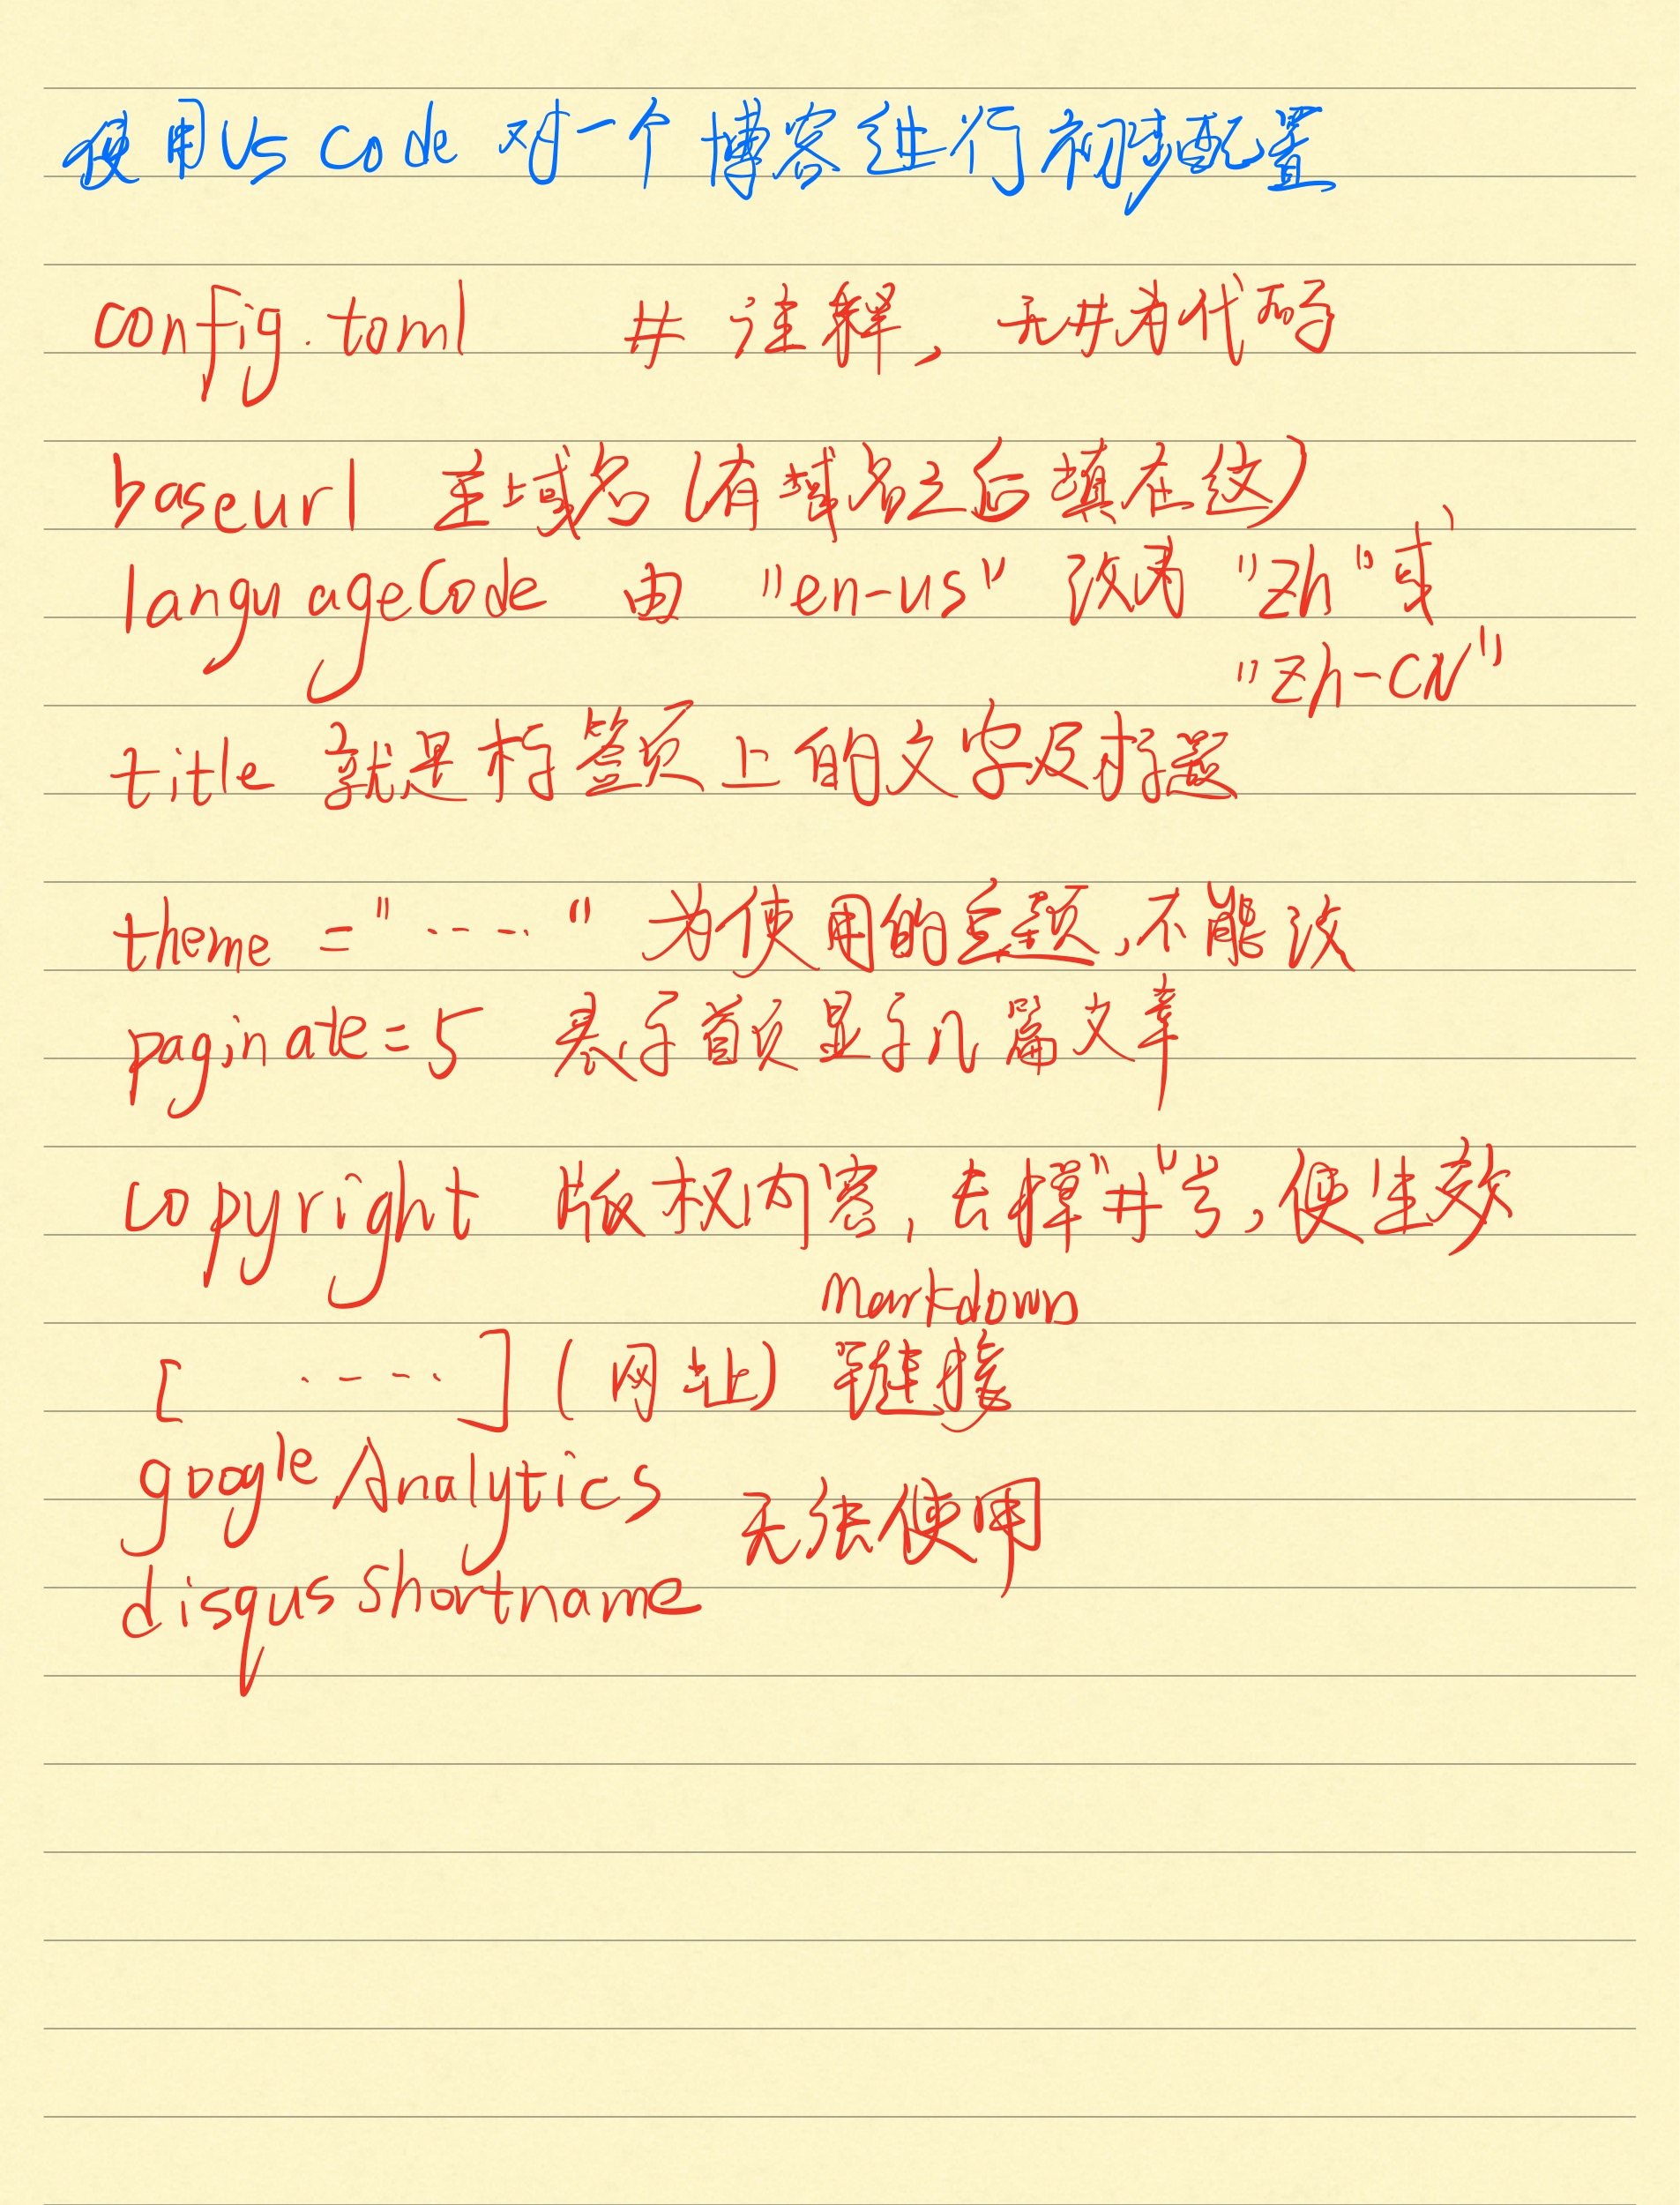 使用VS Code 对一个博客进行初步配置
config.toml # 注释，无井为代码
baseurl 主域名(有域名之后填在这)
languageCode 由 "en-us" 改为 "zh"或
"zh-CN"
title 就是标签页上的文字及标题
theme = "......" 为使用的主题,不能改
paginate=5 表示首页显示几篇文章
copyright 版权内容,去掉"#"号,使生效
Markdown
[ ..... ](网址) 链接
googleAnalytics
无法使用
disqusShortname